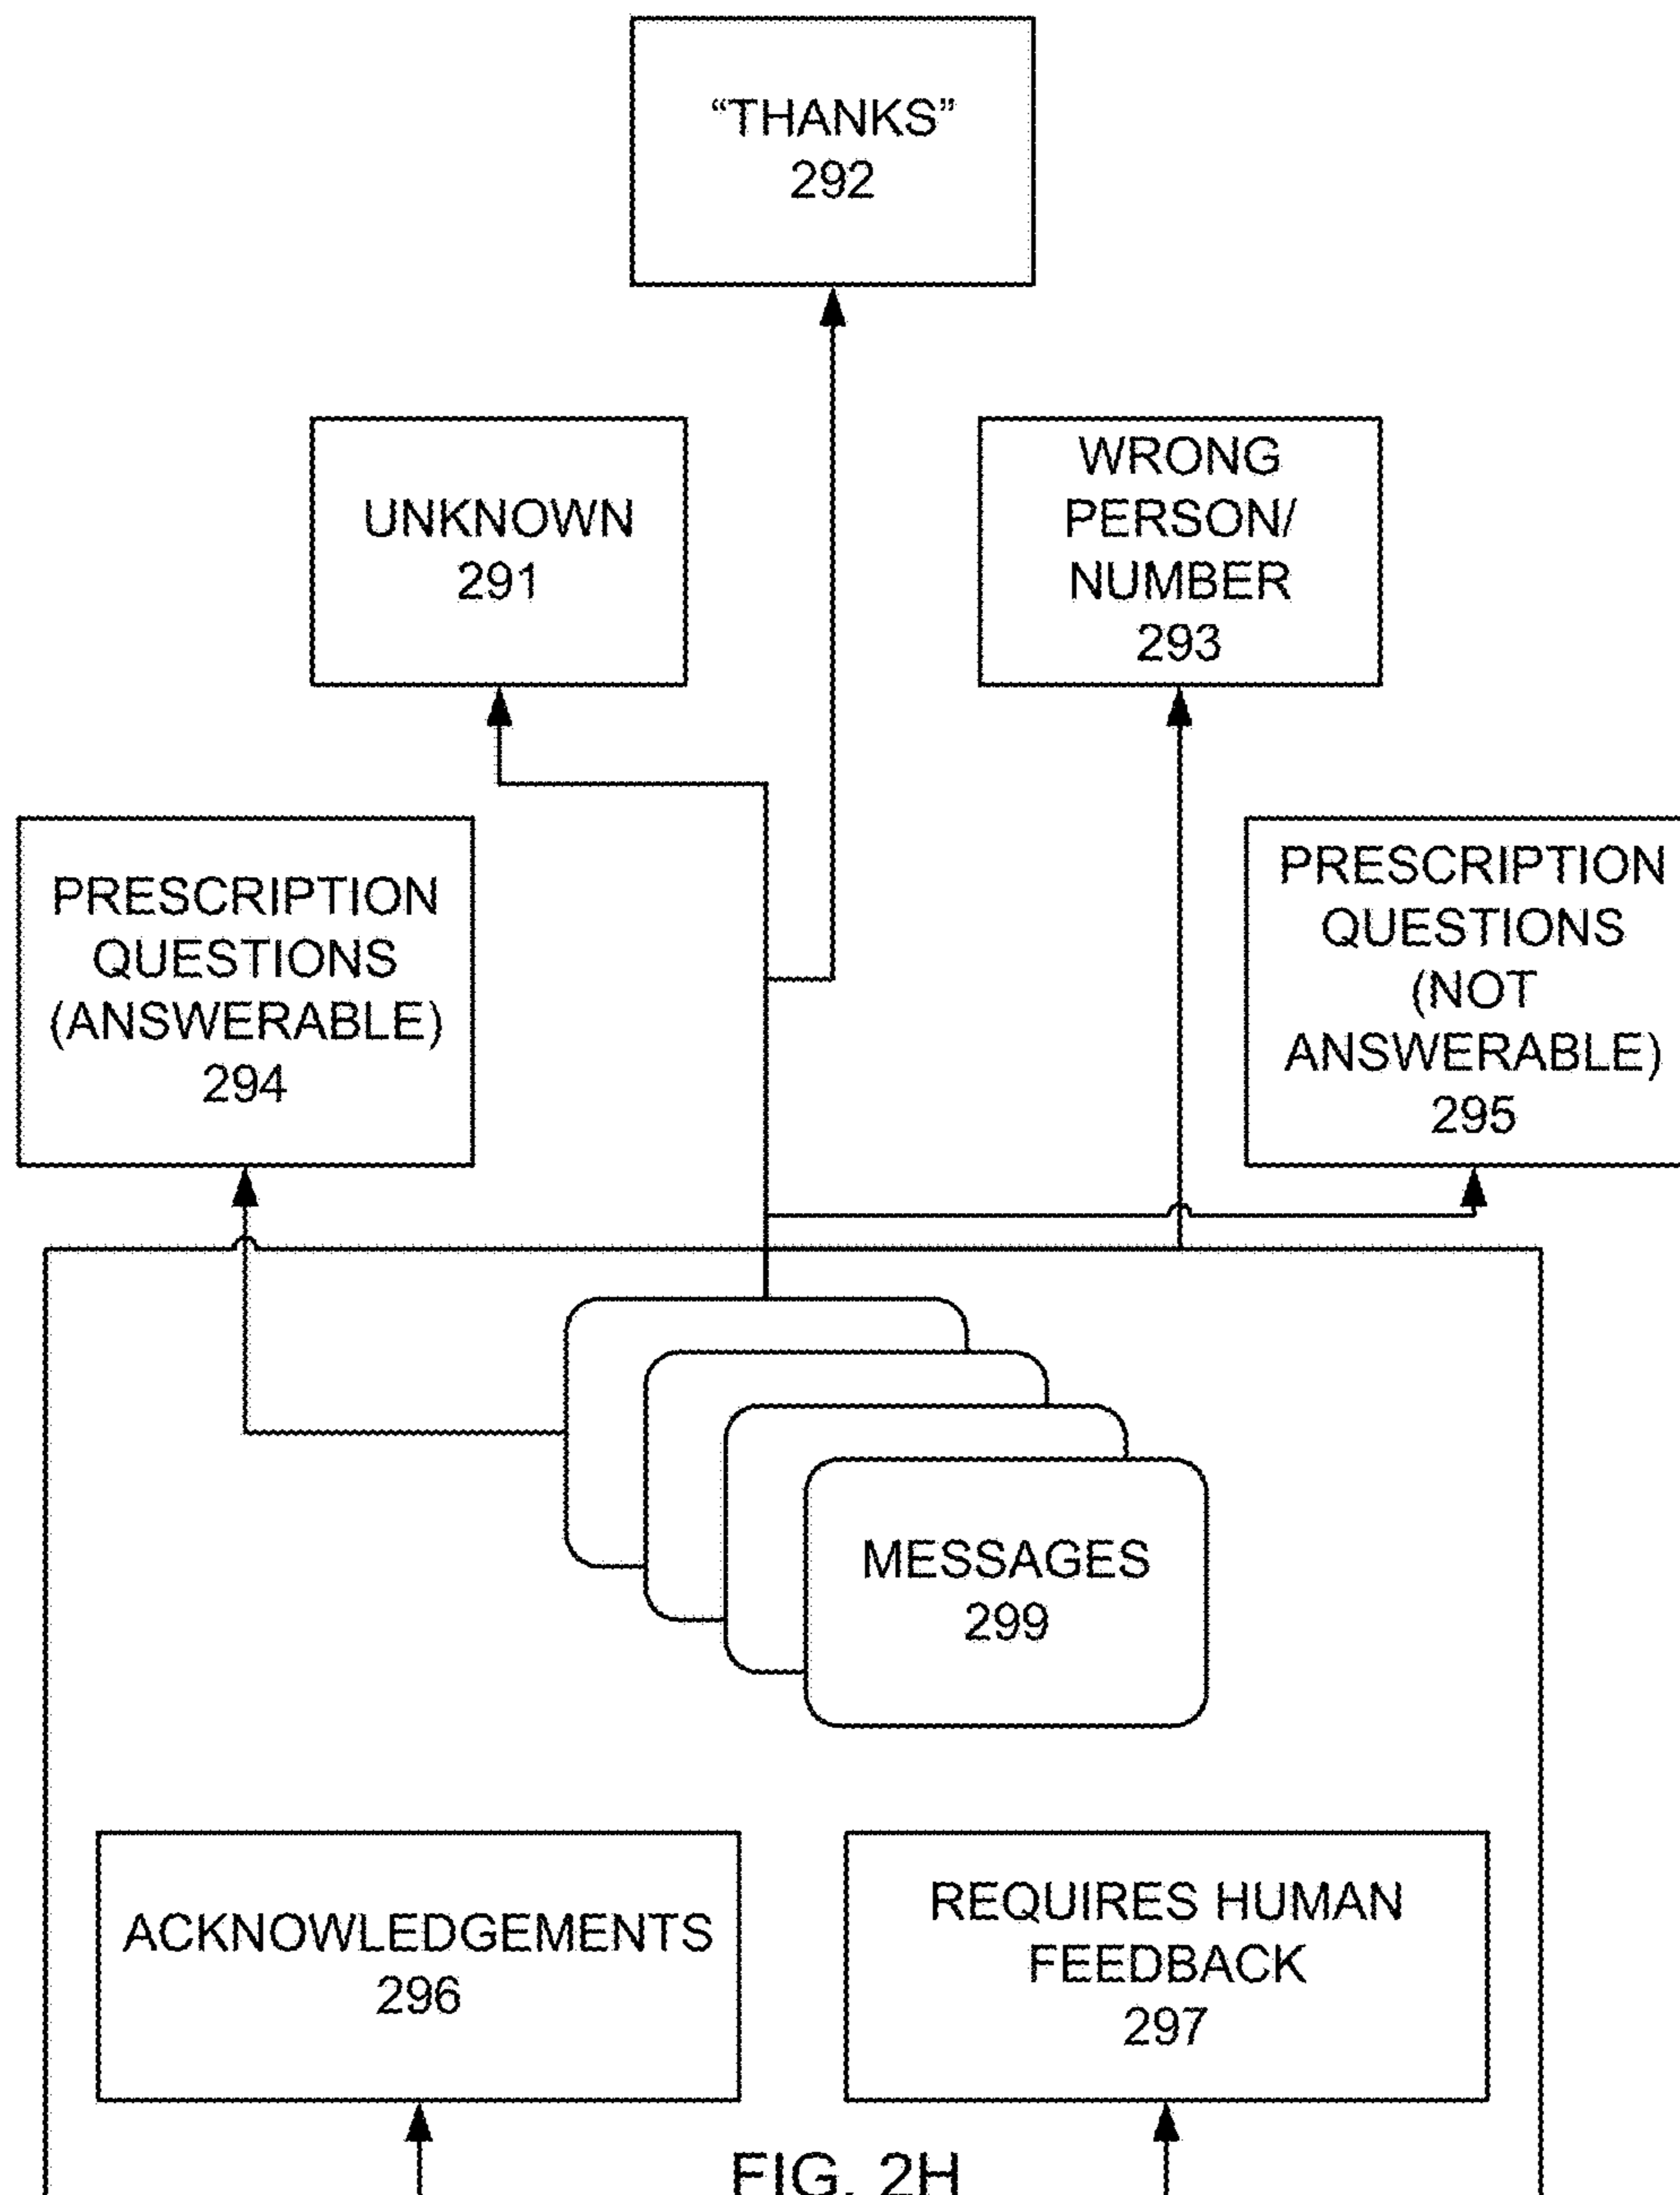 “THANKS”
292
UNKNOWN
291
WRONG
PERSON/
NUMBER
293
PRESCRIPTION
QUESTIONS
(ANSWERABLE)
294
PRESCRIPTION
QUESTIONS
(NOT
ANSWERABLE)
295
MESSAGES
299
ACKNOWLEDGEMENTS
296
REQUIRES HUMAN
FEEDBACK
297
FIG. 2H